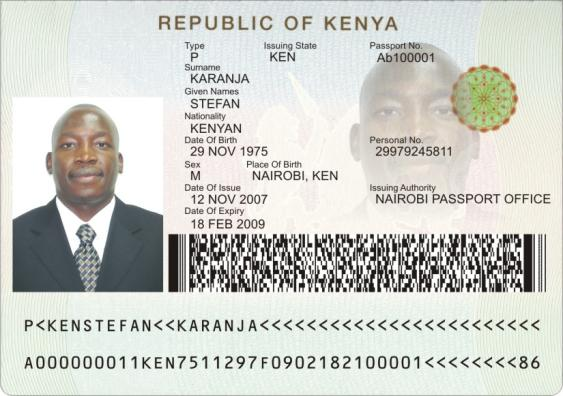 REPUBLIC OF KENYA
Type Issuing State Passport No.
P KEN Ab100001
Surname
KARANJA
Given Names
STEFAN
Nationality
KENYAN
Date Of Birth Personal No.
29 NOV 1975 29979245811
Sex Place Of Birth
M NAIROBI, KEN
Date Of Issue Issuing Authority
12 NOV 2007 NAIROBI PASSPORT OFFICE
Date Of Expiry
18 FEB 2009
P<KENSTEFAN<<KARANJA<<<<<<<<<<<<<<<<<<<<<<<<
A000000011KEN7511297F0902182100001<<<<<<<<86